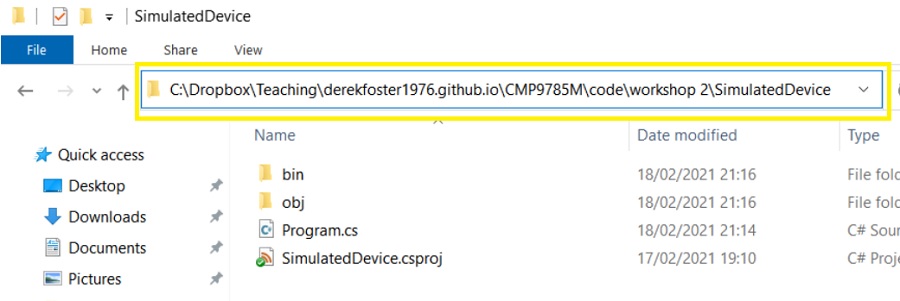 SimulatedDevice
File Home Share View
C:\Dropbox\Teaching\derekfoster1976.github.io\CMP9785M\code\workshop 2\SimulatedDevice
Name Date modified Type
Quick access
Desktop
Downloads
Documents
Pictures
bin 18/02/2021 21:16 File fold
obj 18/02/2021 21:16 File fold
Program.cs 18/02/2021 21:14 C# Sour
SimulatedDevice.csproj 17/02/2021 19:10 C# Proje